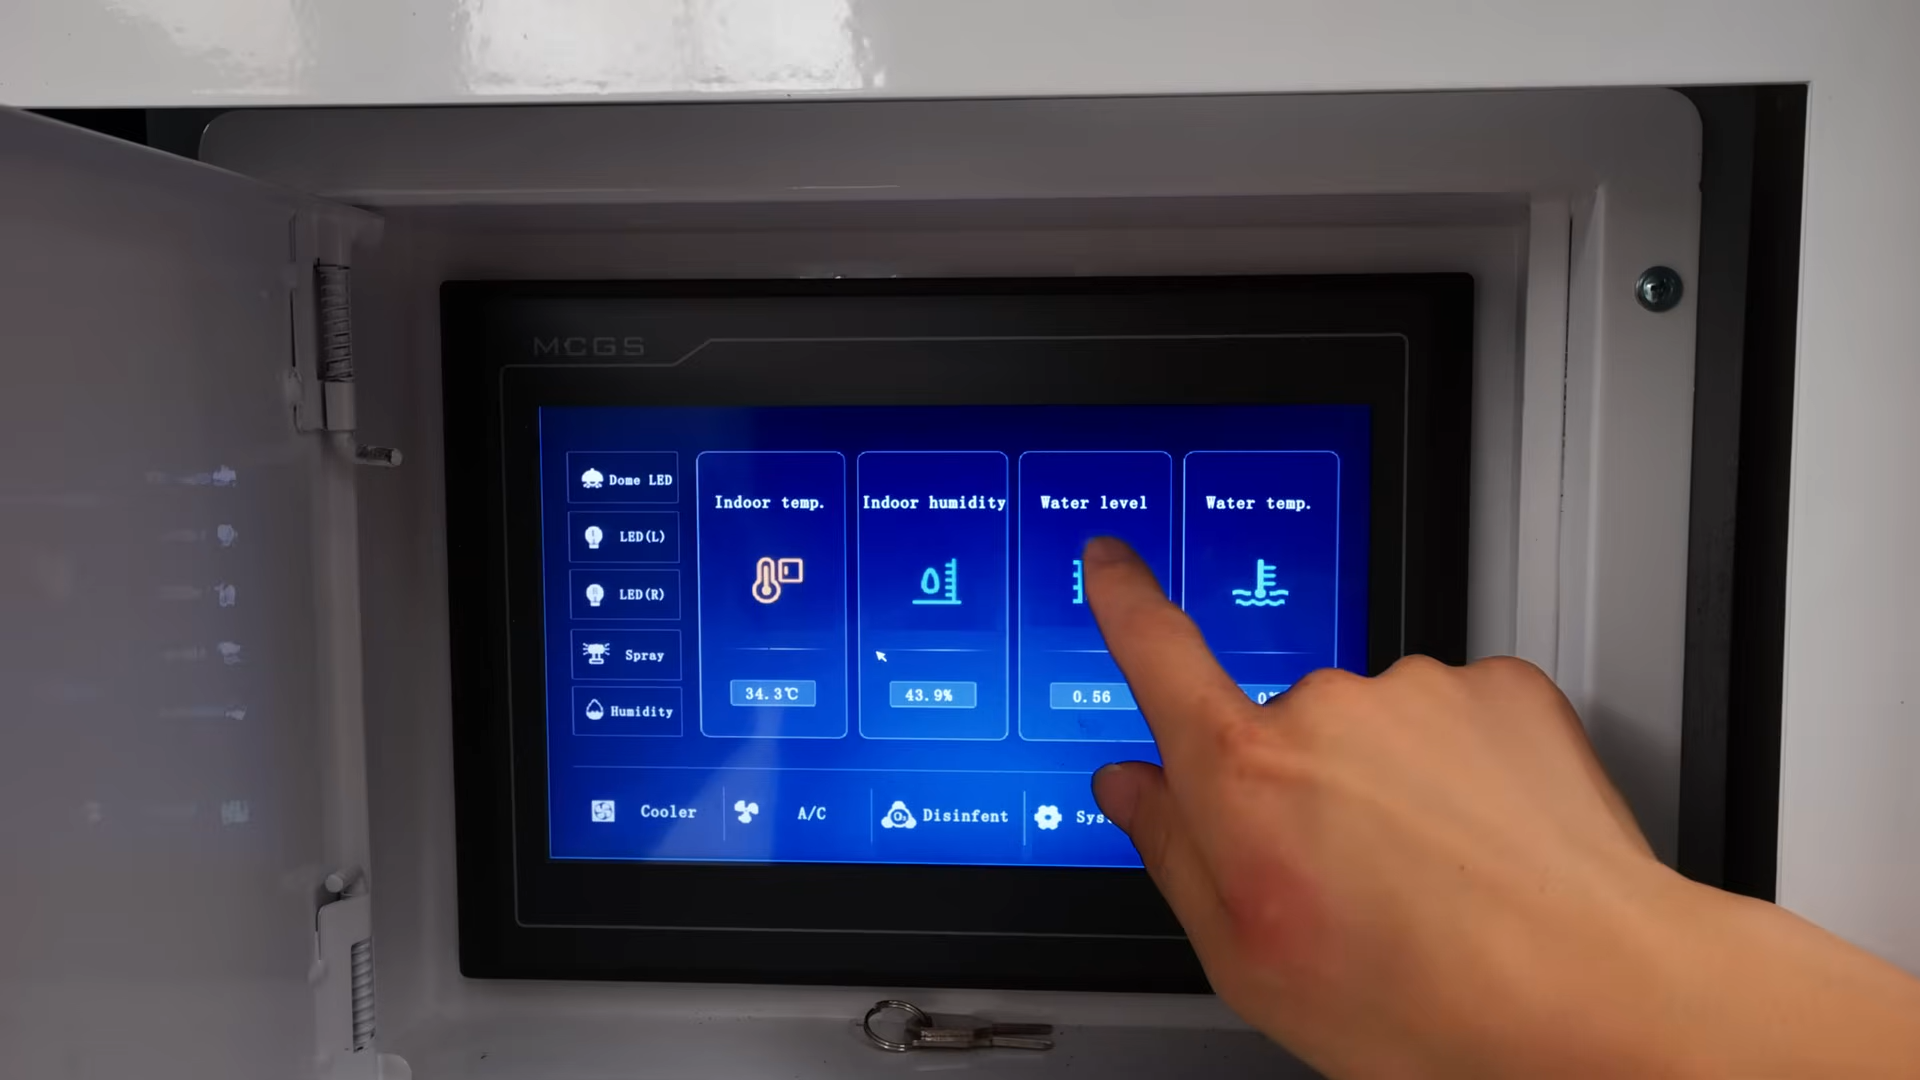 MCGS
Dome LED
LED(L)
LED(R)
Spray
Humidity
Indoor temp.
34.3℃
Indoor humidity
43.9%
Water level
0.56
Water temp.
Cooler
A/C
Disinfent